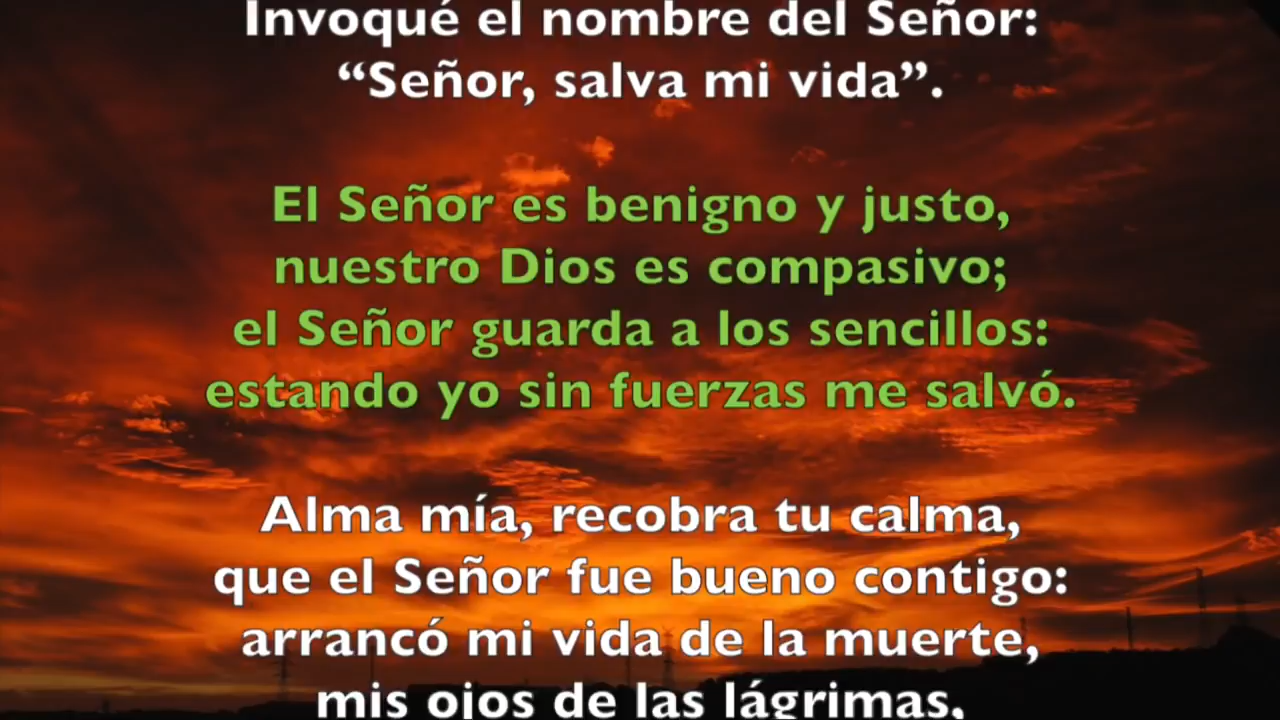 Invoqué el nombre del Señor:
“Señor, salva mi vida”.
El Señor es benigno y justo,
nuestro Dios es compasivo;
el Señor guarda a los sencillos:
estando yo sin fuerzas me salvó.
Alma mía, recobra tu calma,
que el Señor fue bueno contigo:
arrancó mi vida de la muerte,
mis ojos de las lágrimas,